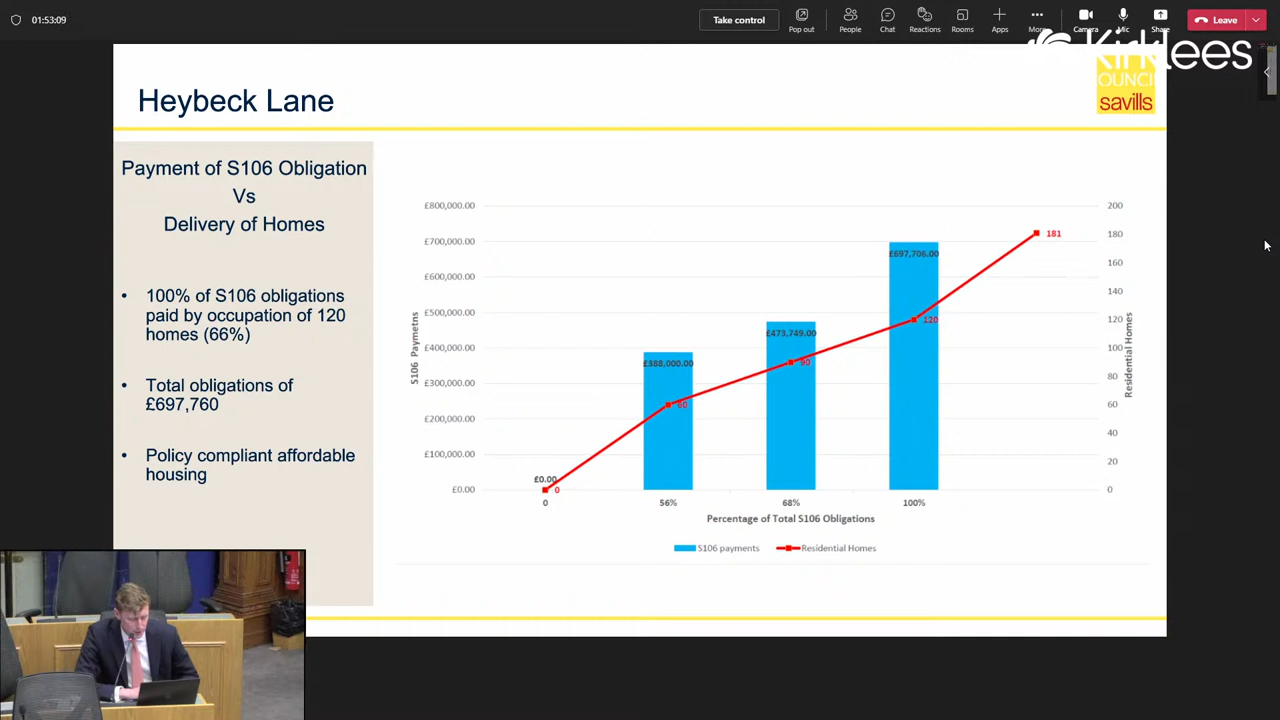 01:53:09
Take control
Pop out
People
Chat
Reactions
Rooms
Apps
More
Camera
Mic
Share
Leave
Kirklees
COUNCIL
savills
Heybeck Lane
Payment of S106 Obligation
Vs
Delivery of Homes
• 100% of S106 obligations
paid by occupation of 120
homes (66%)
• Total obligations of
£697,760
• Policy compliant affordable
housing
S106 Paymetns
£800,000.00
£700,000.00
£600,000.00
£500,000.00
£400,000.00
£300,000.00
£200,000.00
£100,000.00
£0.00
£0.00
£388,000.00
£473,749.00
£697,706.00
0
60
90
120
181
200
180
160
140
120
100
80
60
40
20
0
Residential Homes
0
56%
68%
100%
Percentage of Total S106 Obligations
S106 payments
Residential Homes